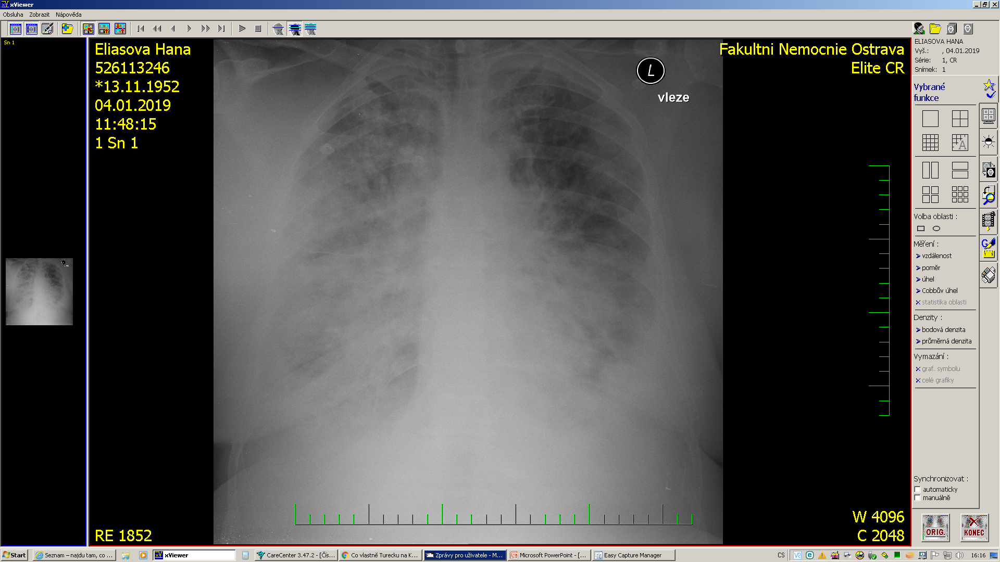 xViewer
Obsluha Zobrazit Nápověda
Sn 1
Eliasova Hana
526113246
*13.11.1952
04.01.2019
11:48:15
1 Sn 1
Fakultni Nemocnie Ostrava
Elite CR
L
vleze
RE 1852
W 4096
C 2048
ELIASOVA HANA
Vyš.: , 04.01.2019
Série: 1, CR
Snímek: 1
Vybrané
funkce
Volba oblasti :
Měření :
vzdálenost
poměr
úhel
Cobbův úhel
statistika oblasti
Denzity :
bodová denzita
průměrná denzita
Vymazání :
graf. symbolu
celé grafiky
Synchronizovat :
automaticky
manuálně
ORIG.
KONEC
Start
Seznam – najdu tam, co ...
xViewer
CareCenter 3.47.2 - [Čís...
Co vlastně Turecku na K...
Zprávy pro uživatele - M...
Microsoft PowerPoint - [...
Easy Capture Manager
CS
16:16